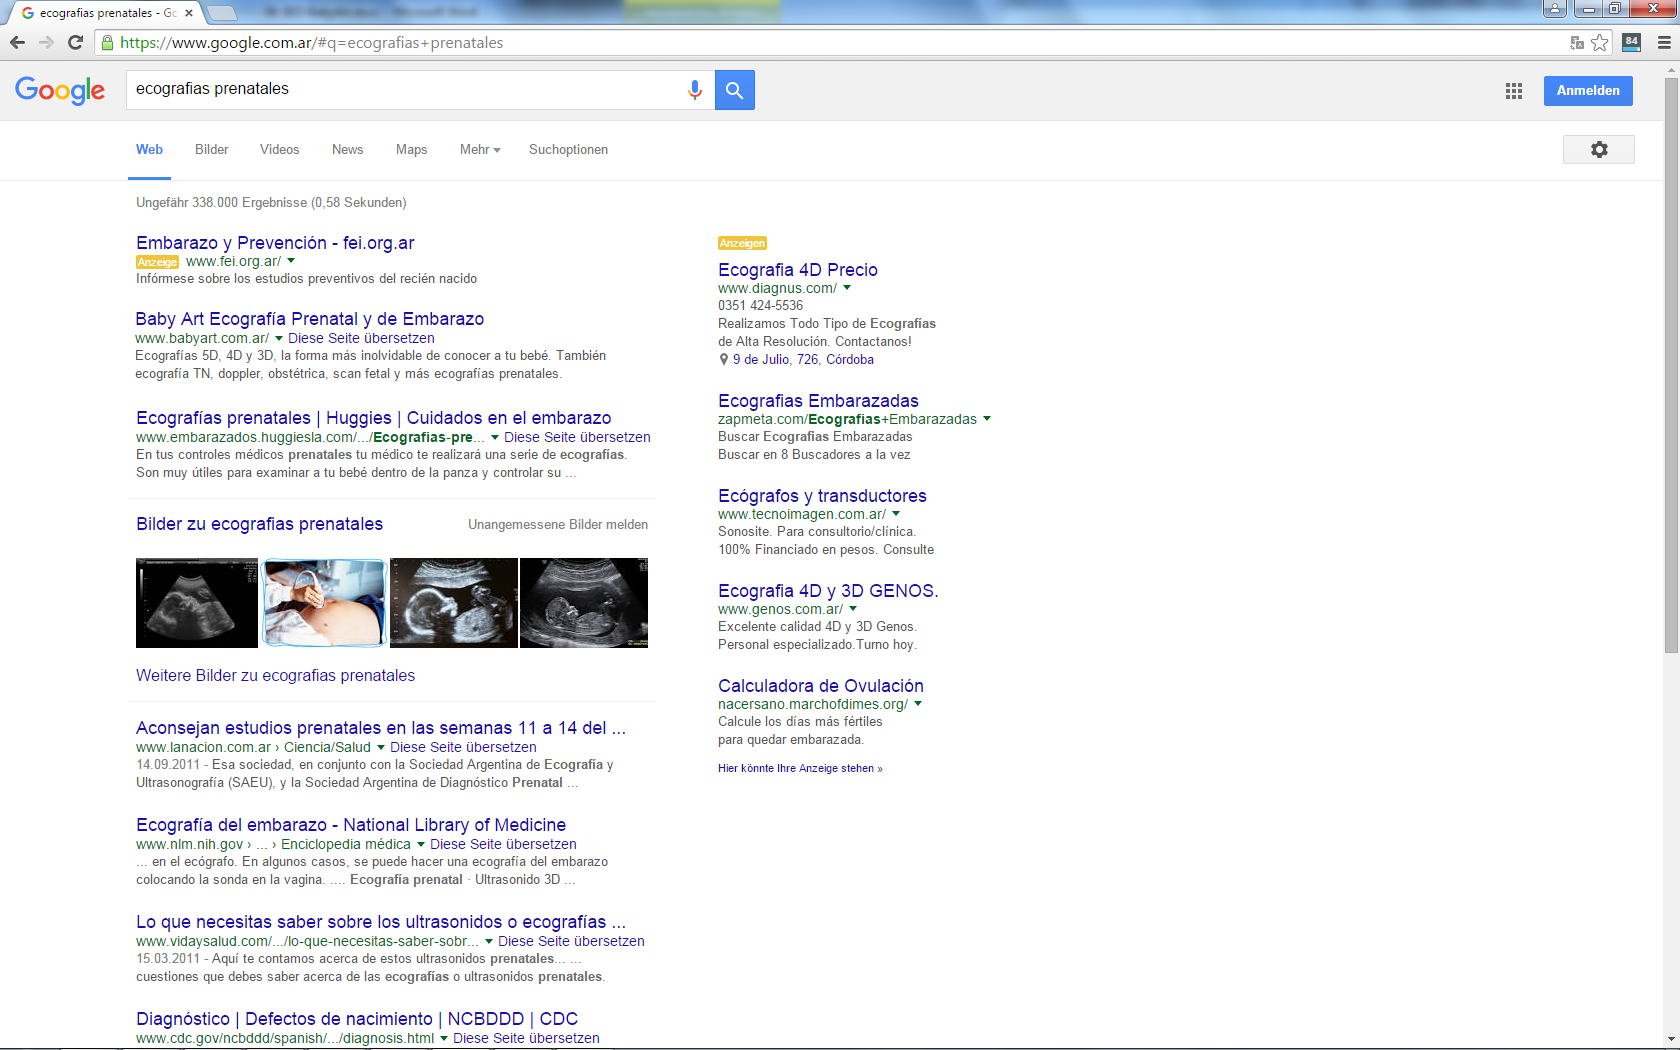 ecografias prenatales - Go
https://www.google.com.ar/#q=ecografias+prenatales
84
Google
ecografias prenatales
Anmelden
Web Bilder Videos News Maps Mehr Suchoptionen
Ungefähr 338.000 Ergebnisse (0,58 Sekunden)
Embarazo y Prevención - fei.org.ar
Anzeige www.fei.org.ar/
Infórmese sobre los estudios preventivos del recién nacido
Baby Art Ecografía Prenatal y de Embarazo
www.babyart.com.ar/ Diese Seite übersetzen
Ecografías 5D, 4D y 3D, la forma más inolvidable de conocer a tu bebé. También
ecografía TN, doppler, obstétrica, scan fetal y más ecografías prenatales.
Ecografías prenatales | Huggies | Cuidados en el embarazo
www.embarazados.huggiesla.com/.../Ecografias-pre... Diese Seite übersetzen
En tus controles médicos prenatales tu médico te realizará una serie de ecografías.
Son muy útiles para examinar a tu bebé dentro de la panza y controlar su ...
Bilder zu ecografias prenatales Unangemessene Bilder melden
Weitere Bilder zu ecografias prenatales
Aconsejan estudios prenatales en las semanas 11 a 14 del ...
www.lanacion.com.ar › Ciencia/Salud Diese Seite übersetzen
14.09.2011 - Esa sociedad, en conjunto con la Sociedad Argentina de Ecografía y
Ultrasonografía (SAEU), y la Sociedad Argentina de Diagnóstico Prenatal ...
Ecografía del embarazo - National Library of Medicine
www.nlm.nih.gov › ... › Enciclopedia médica Diese Seite übersetzen
... en el ecógrafo. En algunos casos, se puede hacer una ecografía del embarazo
colocando la sonda en la vagina. .... Ecografía prenatal · Ultrasonido 3D ...
Lo que necesitas saber sobre los ultrasonidos o ecografías ...
www.vidaysalud.com/.../lo-que-necesitas-saber-sobr... Diese Seite übersetzen
15.03.2011 - Aquí te contamos acerca de estos ultrasonidos prenatales... ...
cuestiones que debes saber acerca de las ecografías o ultrasonidos prenatales.
Diagnóstico | Defectos de nacimiento | NCBDDD | CDC
www.cdc.gov/ncbddd/spanish/.../diagnosis.html Diese Seite übersetzen
Anzeigen
Ecografia 4D Precio
www.diagnus.com/
0351 424-5536
Realizamos Todo Tipo de Ecografías
de Alta Resolución. Contactanos!
9 de Julio, 726, Córdoba
Ecografias Embarazadas
zapmeta.com/Ecografias+Embarazadas
Buscar Ecografias Embarazadas
Buscar en 8 Buscadores a la vez
Ecógrafos y transductores
www.tecnoimagen.com.ar/
Sonosite. Para consultorio/clínica.
100% Financiado en pesos. Consulte
Ecografia 4D y 3D GENOS.
www.genos.com.ar/
Excelente calidad 4D y 3D Genos.
Personal especializado.Turno hoy.
Calculadora de Ovulación
nacersano.marchofdimes.org/
Calcule los días más fértiles
para quedar embarazada.
Hier könnte Ihre Anzeige stehen »